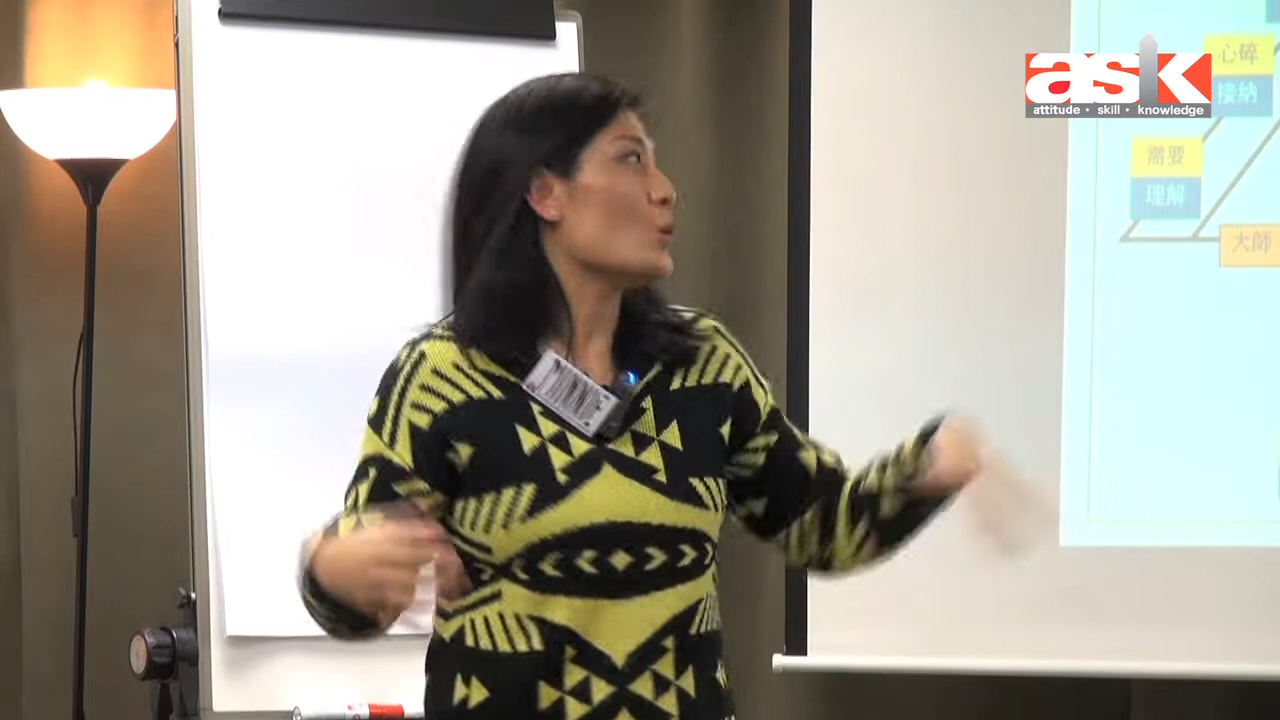 ask
attitude • skill • knowledge
心碎
接納
需要
理解
大師